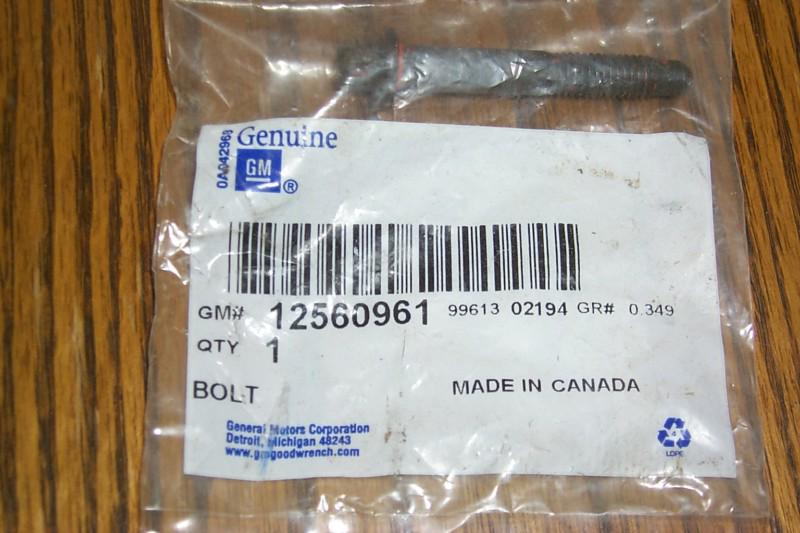 0A042968
Genuine
GM ®
GM# 12560961 99613 02194 GR# 0.349
QTY 1
BOLT MADE IN CANADA
General Motors Corporation
Detroit, Michigan 48243
www.gmgoodwrench.com
4
LDPE